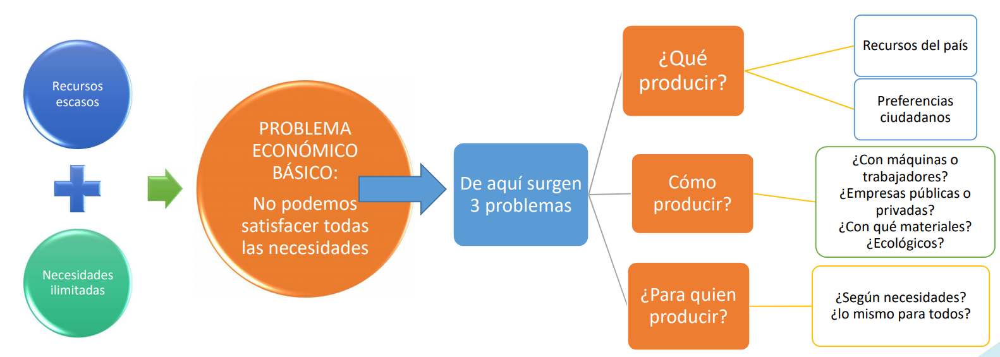 Recursos
escasos
Necesidades
ilimitadas
PROBLEMA
ECONÓMICO
BÁSICO:
No podemos
satisfacer todas
las necesidades
De aquí surgen
3 problemas
¿Qué
producir?
Recursos del país
Preferencias
ciudadanos
Cómo
producir?
¿Con máquinas o
trabajadores?
¿Empresas públicas o
privadas?
¿Con qué materiales?
¿Ecológicos?
¿Para quien
producir?
¿Según necesidades?
¿lo mismo para todos?